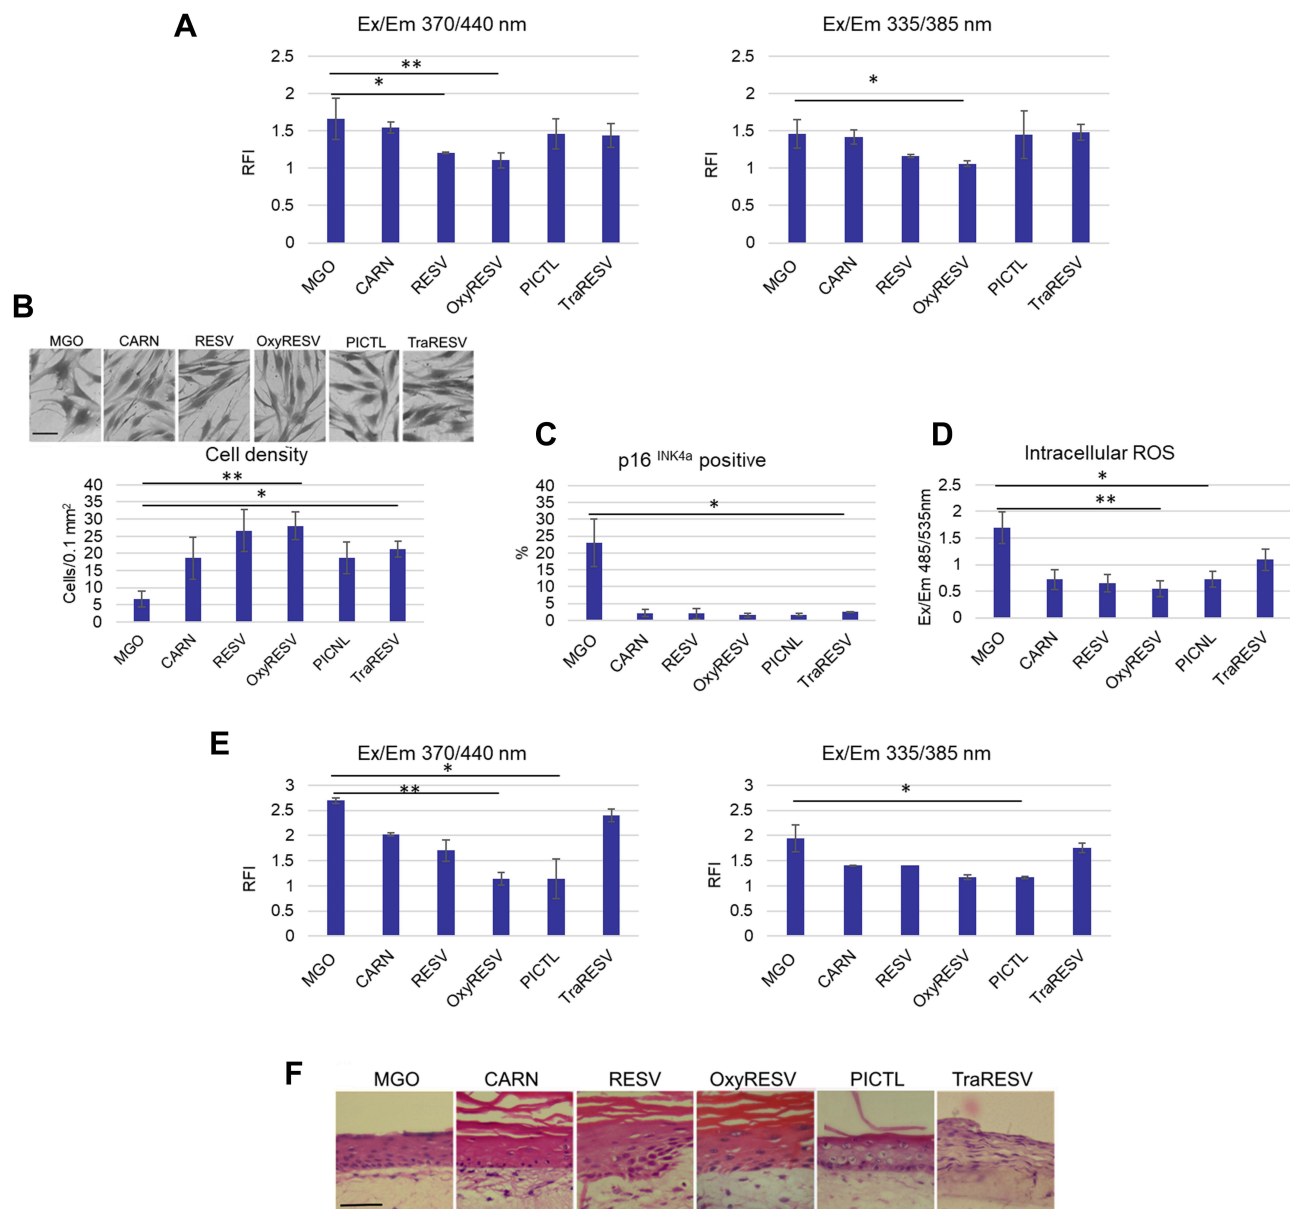 A
Ex/Em 370/440 nm
2.5
2
1.5
1
0.5
0
RFI
**
*
MGO
CARN
RESV
OxyRESV
PICTL
TraRESV
Ex/Em 335/385 nm
2.5
2
1.5
1
0.5
0
RFI
*
MGO
CARN
RESV
OxyRESV
PICTL
TraRESV
B
MGO CARN RESV OxyRESV PICTL TraRESV
Cell density
40
35
30
25
20
15
10
5
0
Cells/0.1 mm²
**
*
MGO
CARN
RESV
OxyRESV
PICNL
TraRESV
C
p16 INK4a positive
40
35
30
25
20
15
10
5
0
%
*
MGO
CARN
RESV
OxyRESV
PICNL
TraRESV
D
Intracellular ROS
2.5
2
1.5
1
0.5
0
Ex/Em 485/535nm
*
**
MGO
CARN
RESV
OxyRESV
PICNL
TraRESV
E
Ex/Em 370/440 nm
3
2.5
2
1.5
1
0.5
0
RFI
*
**
MGO
CARN
RESV
OxyRESV
PICTL
TraRESV
Ex/Em 335/385 nm
3
2.5
2
1.5
1
0.5
0
RFI
*
MGO
CARN
RESV
OxyRESV
PICTL
TraRESV
F
MGO CARN RESV OxyRESV PICTL TraRESV